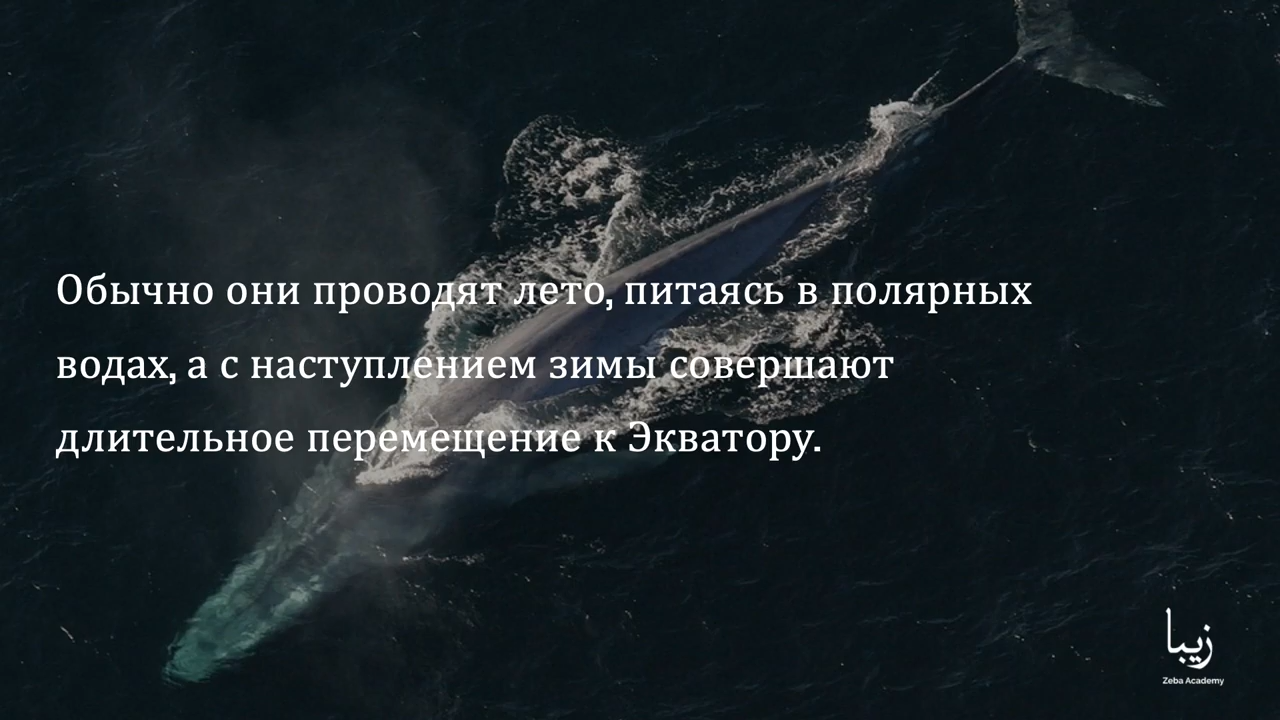 Обычно они проводят лето, питаясь в полярных
водах, а с наступлением зимы совершают
длительное перемещение к Экватору.
زيبا
Zeba Academy